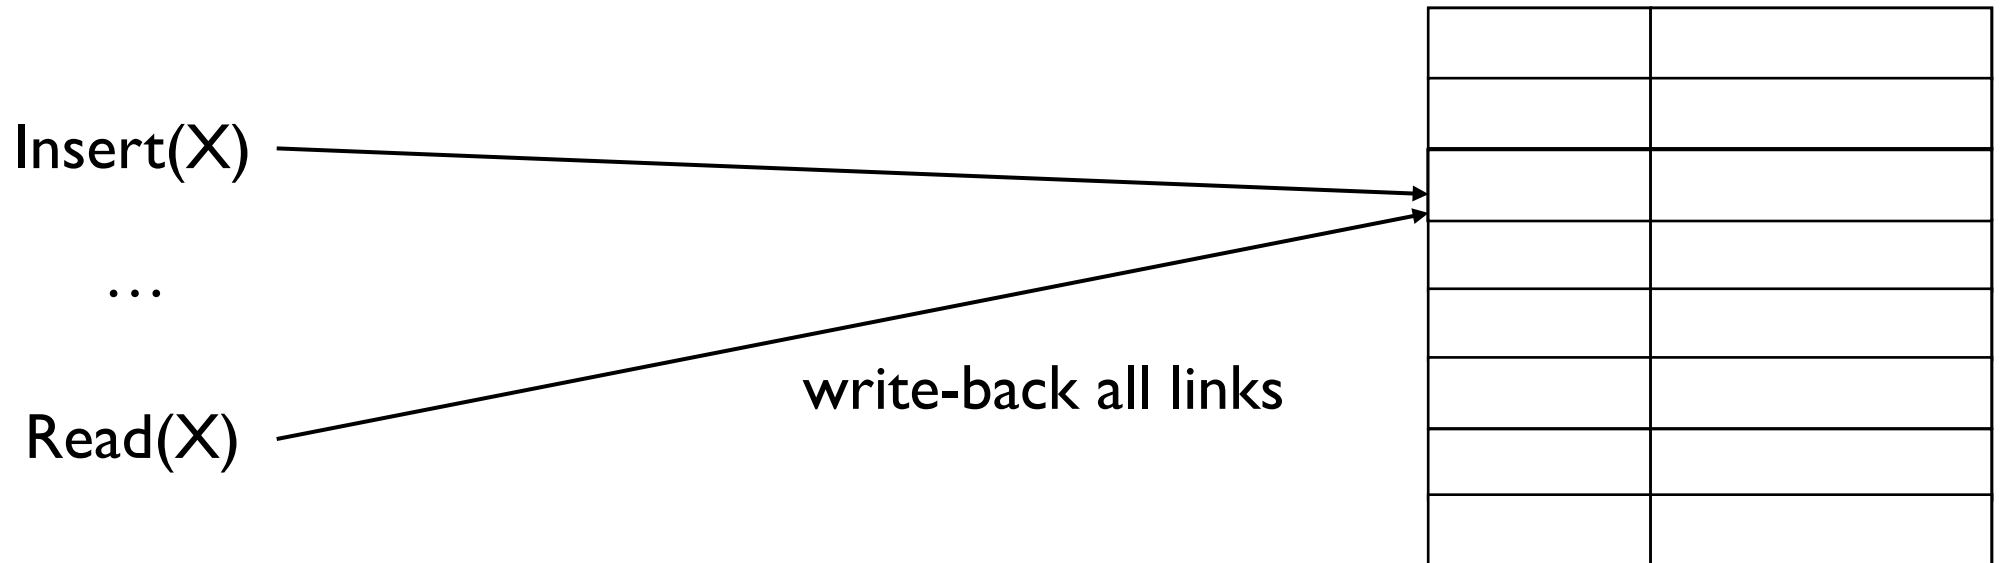 Insert(X)
…
write-back all links
Read(X)